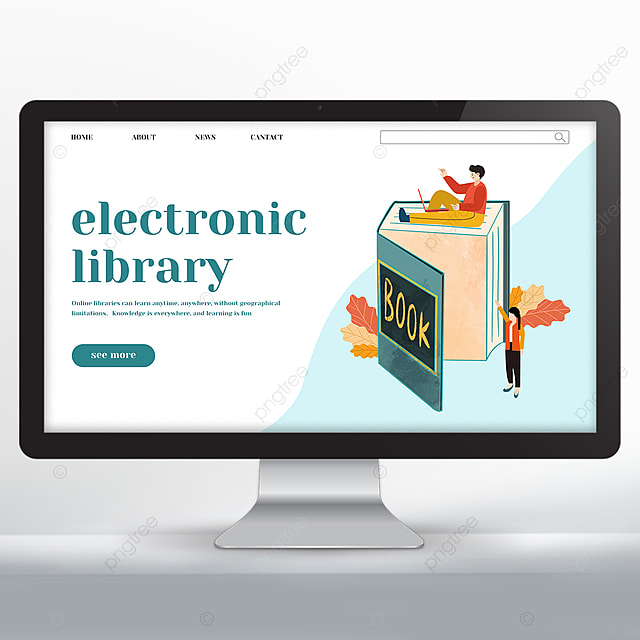 HOME ABOUT NEWS CANTACT
electronic
library
Online libraries can learn anytime, anywhere, without geographical
limitations. Knowledge is everywhere, and learning is fun
see more
BOOK
pngtree